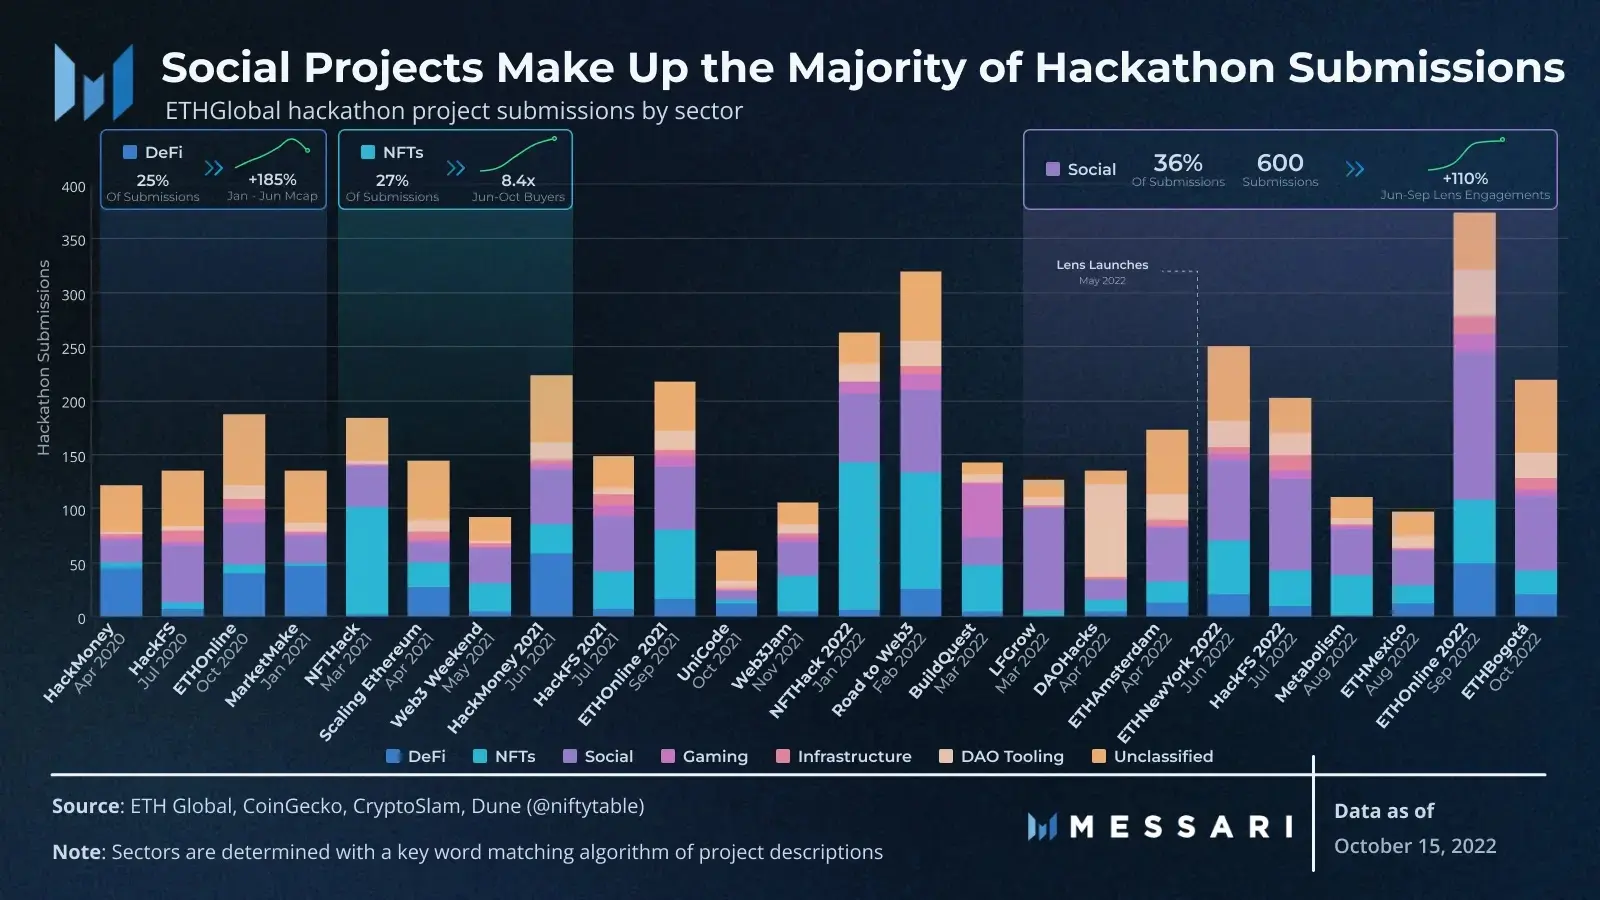 Social Projects Make Up the Majority of Hackathon Submissions
ETHGlobal hackathon project submissions by sector
DeFi
25%
Of Submissions
+185%
Jan - Jun Mcap
NFTs
27%
Of Submissions
8.4x
Jun-Oct Buyers
Social
36%
Of Submissions
600
Submissions
+110%
Jun-Sep Lens Engagements
Hackathon Submissions
400
350
300
250
200
150
100
50
0
Lens Launches
May 2022
HackMoney
Apr 2020
HackFS
Jul 2020
ETHOnline
Oct 2020
MarketMake
Jan 2021
NFTHack
Mar 2021
Scaling Ethereum
Apr 2021
Web3 Weekend
May 2021
HackMoney 2021
Jun 2021
HackFS 2021
Jul 2021
ETHOnline 2021
Sep 2021
UniCode
Oct 2021
Web3Jam
Nov 2021
NFTHack 2022
Jan 2022
Road to Web3
Feb 2022
BuildQuest
Mar 2022
LFGrow
Mar 2022
DAOHacks
Apr 2022
ETHAmsterdam
Apr 2022
ETHNewYork 2022
Jun 2022
HackFS 2022
Jul 2022
Metabolism
Aug 2022
ETHMexico
Aug 2022
ETHOnline 2022
Sep 2022
ETHBogotá
Oct 2022
DeFi
NFTs
Social
Gaming
Infrastructure
DAO Tooling
Unclassified
Source: ETH Global, CoinGecko, CryptoSlam, Dune (@niftytable)
Note: Sectors are determined with a key word matching algorithm of project descriptions
MESSARI
Data as of
October 15, 2022